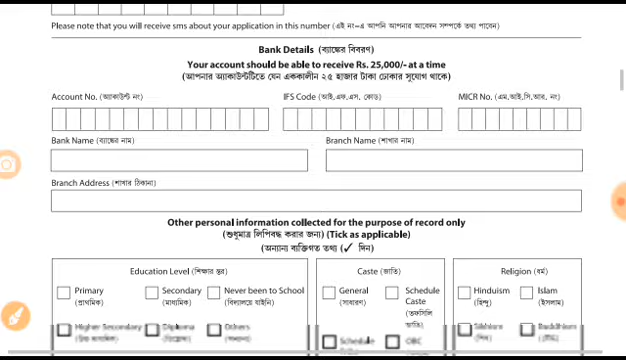 Please note that you will receive sms about your application in this number (এই নং-এ আপনি আপনার আবেদন সম্পর্কে তথ্য পাবেন)
Bank Details (ব্যাঙ্কের বিবরণ)
Your account should be able to receive Rs. 25,000/- at a time
(আপনার অ্যাকাউন্টটিতে যেন এককালীন ২৫ হাজার টাকা ঢোকার সুযোগ থাকে)
Account No. (অ্যাকাউন্ট নং) IFS Code (আই.এফ.এস. কোড) MICR No. (এম.আই.সি.আর. নং)
Bank Name (ব্যাঙ্কের নাম) Branch Name (শাখার নাম)
Branch Address (শাখার ঠিকানা)
Other personal information collected for the purpose of record only
(শুধুমাত্র লিপিবদ্ধ করার জন্য) (Tick as applicable)
(অন্যান্য ব্যক্তিগত তথ্য (✓ দিন)
Education Level (শিক্ষার স্তর) Caste (জাতি) Religion (ধর্ম)
Primary Secondary Never been to School General Schedule Hinduism Islam
(প্রাথমিক) (মাধ্যমিক) (বিদ্যালয়ে যাইনি) (সাধারণ) Caste (হিন্দু) (ইসলাম)
(তফসিলি
জাতি)
Higher Secondary Diploma Others Sikhism Buddhism
(উচ্চ মাধ্যমিক) (ডিপ্লোমা) (অন্যান্য) Schedule OBC